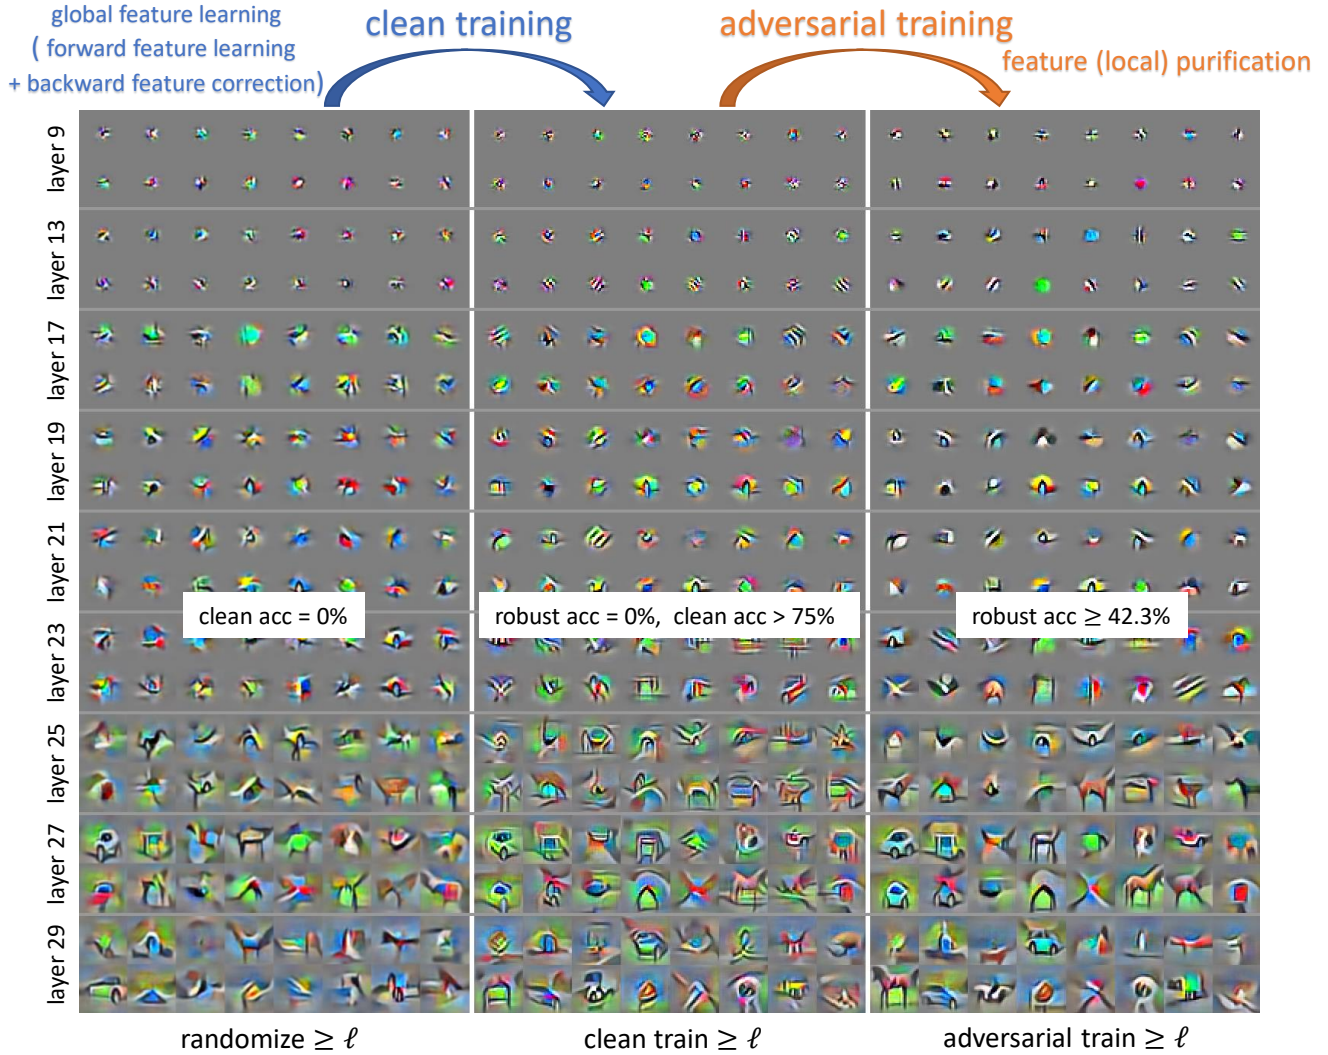 global feature learning
( forward feature learning
+ backward feature correction)
clean training
adversarial training
feature (local) purification
layer 9
layer 13
layer 17
layer 19
layer 21
clean acc = 0%
robust acc = 0%, clean acc > 75%
robust acc ≥ 42.3%
layer 23
layer 25
layer 27
layer 29
randomize ≥ ℓ
clean train ≥ ℓ
adversarial train ≥ ℓ